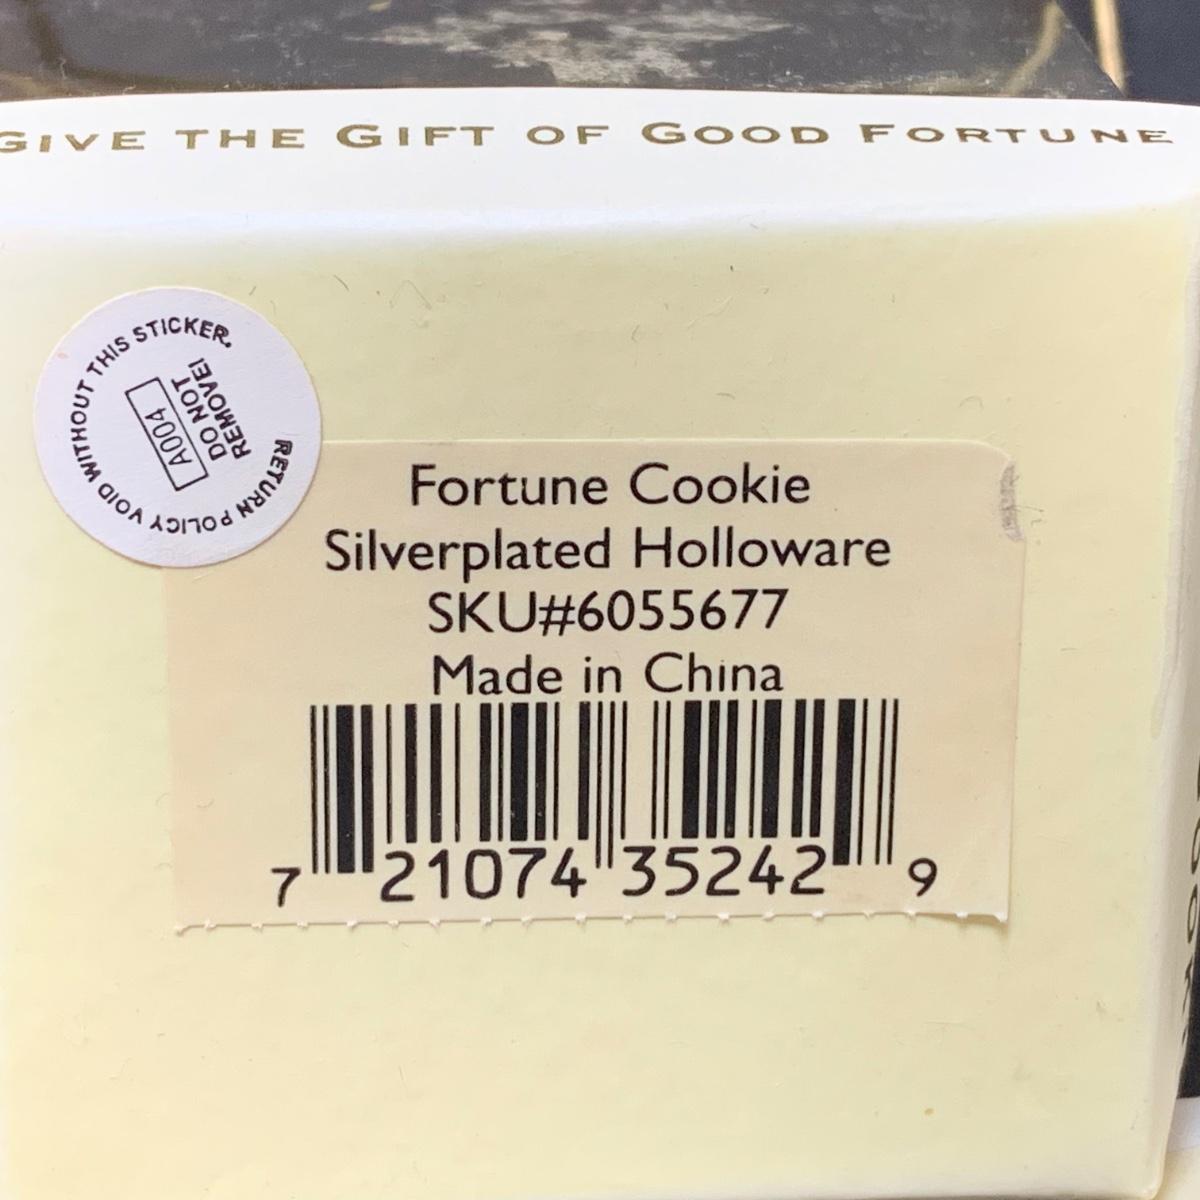 GIVE THE GIFT OF GOOD FORTUNE
RETURN POLICY VOID WITHOUT THIS STICKER.
A004
DO NOT
REMOVE!
Fortune Cookie
Silverplated Holloware
SKU#6055677
Made in China
7 21074 35242 9